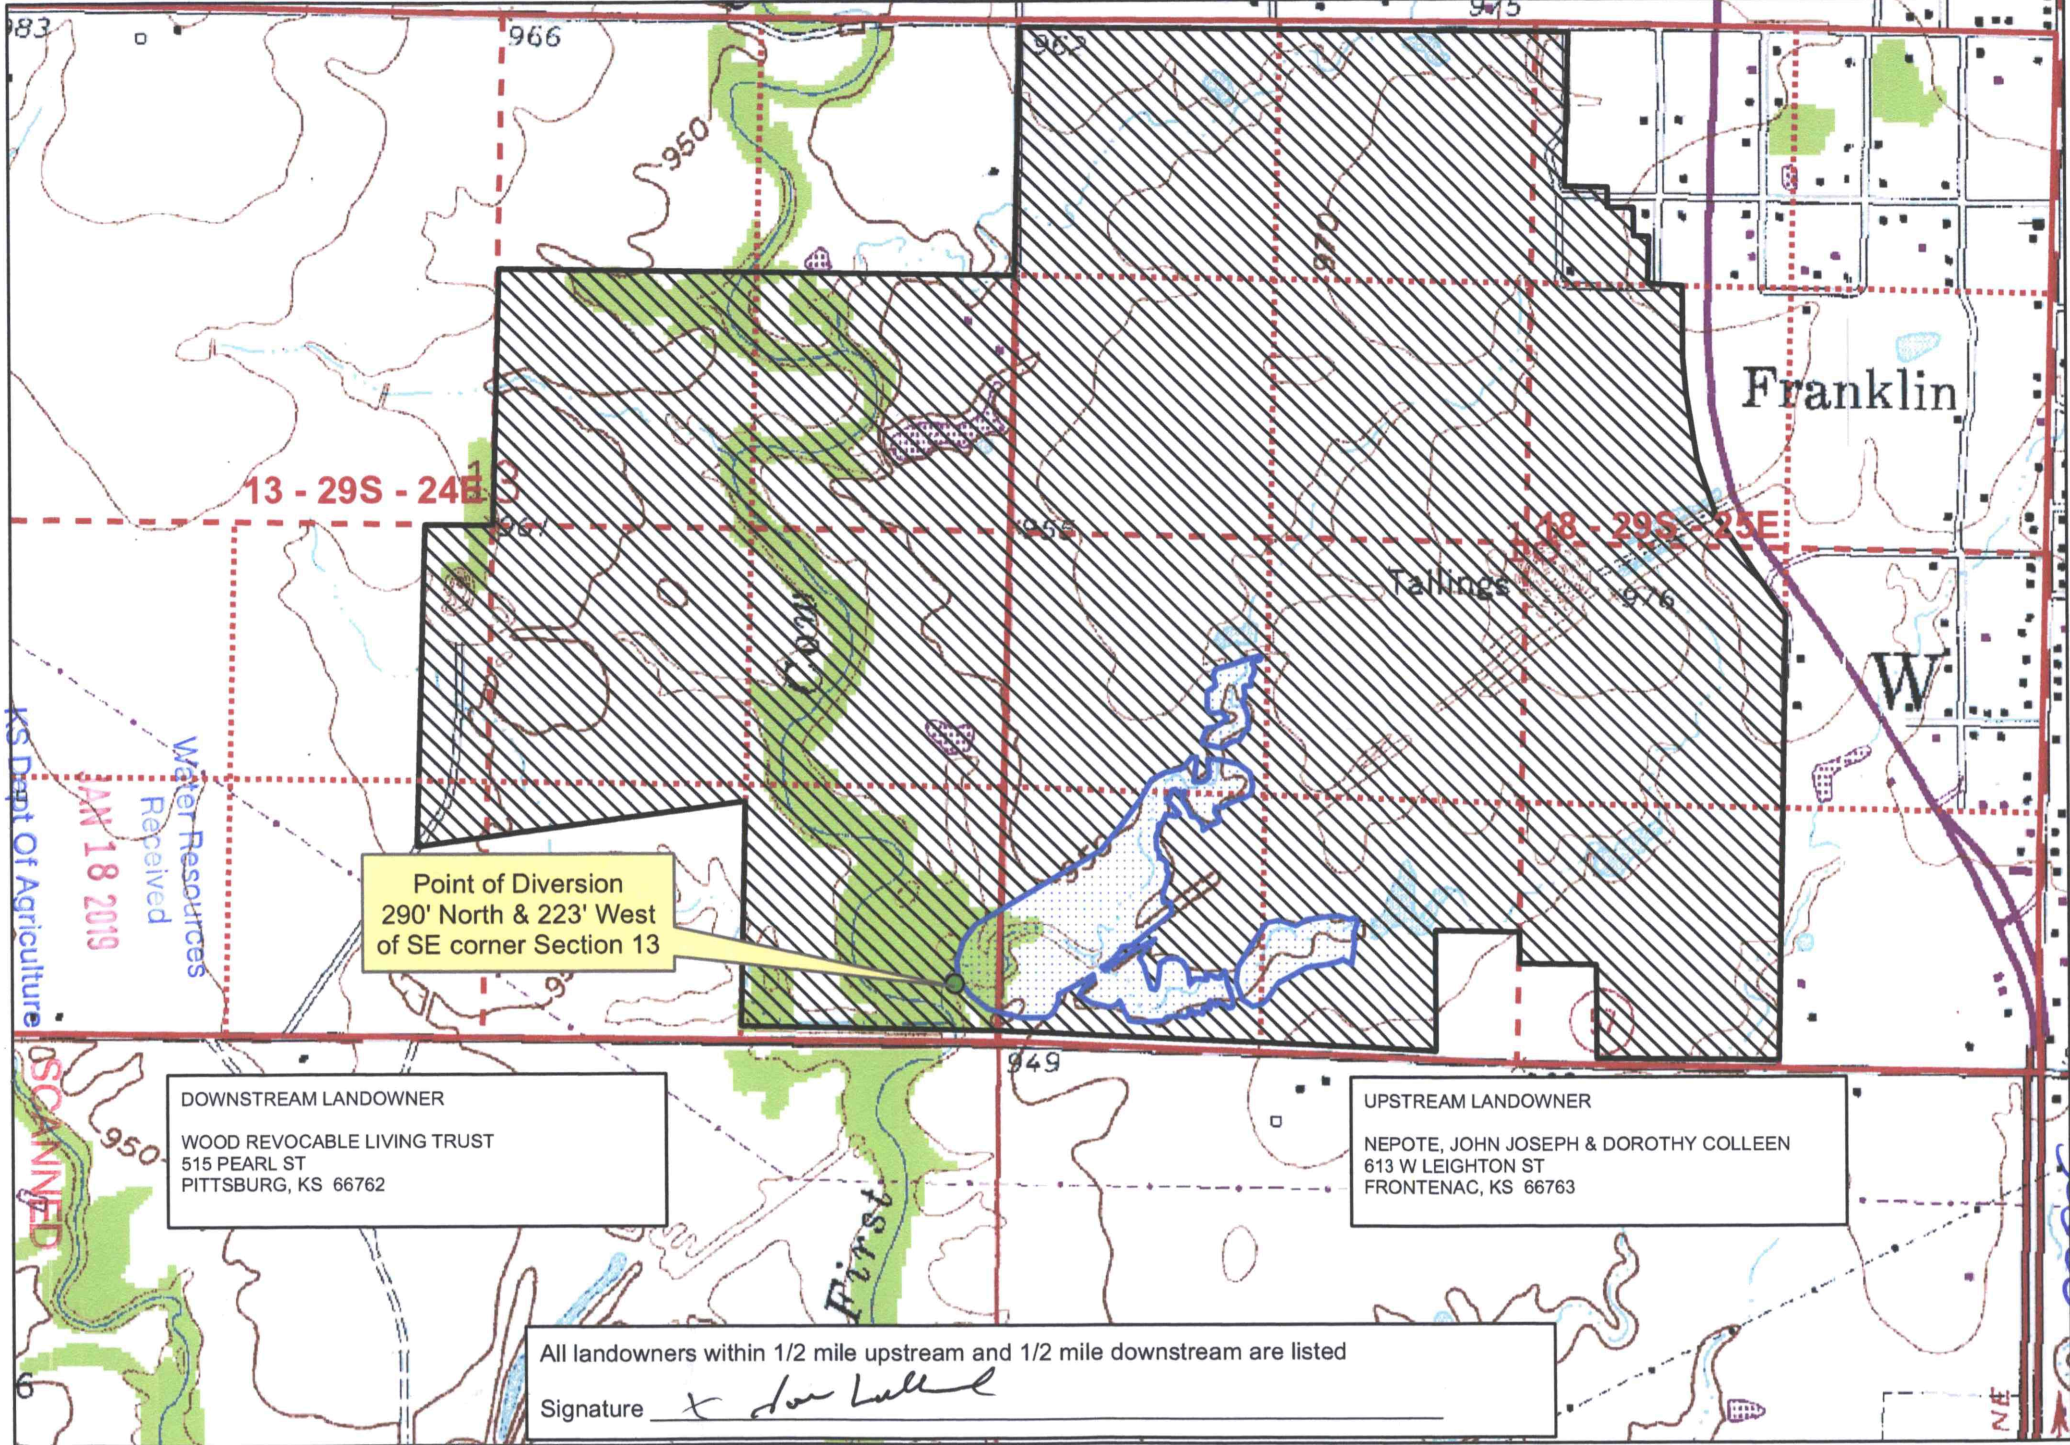 983
966
962
975
950
970
Franklin
13 - 29S - 24E
13
961
955
18 - 29S - 25E
Tailings
976
Cow
W
KS Dept Of Agriculture
JAN 18 2019
Received
Water Resources
Point of Diversion
290' North & 223' West
of SE corner Section 13
950
949
SCANNED
950
DOWNSTREAM LANDOWNER
WOOD REVOCABLE LIVING TRUST
515 PEARL ST
PITTSBURG, KS 66762
UPSTREAM LANDOWNER
NEPOTE, JOHN JOSEPH & DOROTHY COLLEEN
613 W LEIGHTON ST
FRONTENAC, KS 66763
First
All landowners within 1/2 mile upstream and 1/2 mile downstream are listed
Signature x
6
NE